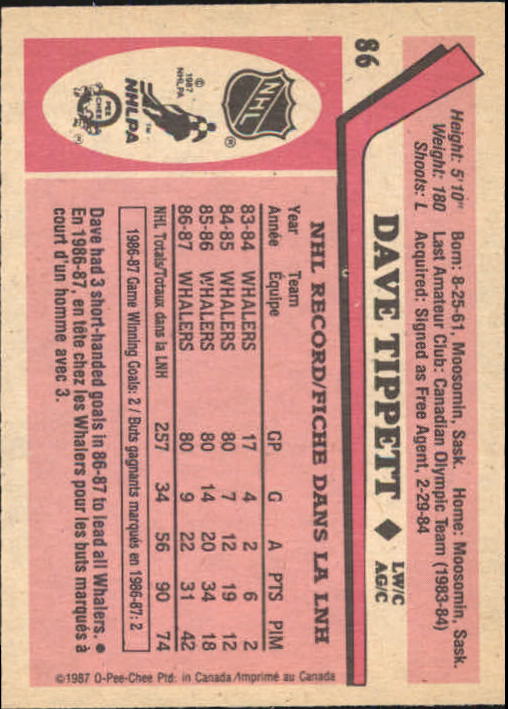 86
Height: 5'10" Born: 8-25-61, Moosomin, Sask. Home: Moosomin, Sask.
Weight: 180 Last Amateur Club: Canadian Olympic Team (1983-84)
Shoots: L Acquired: Signed as Free Agent, 2-29-84
DAVE TIPPETT ◆ LW/C
AG/C
NHL
®
© 1987 NHLPA
NHLPA
™
O PEE CHEE
®
NHL RECORD/FICHE DANS LA LNH
Year Team GP G A PTS PIM
Année Équipe
83-84 WHALERS 17 4 2 6 2
84-85 WHALERS 80 7 12 19 12
85-86 WHALERS 80 14 20 34 18
86-87 WHALERS 80 9 22 31 42
NHL Totals/Totaux dans la LNH 257 34 56 90 74
1986-87 Game Winning Goals: 2 / Buts gagnants marqués en 1986-87: 2
Dave had 3 short-handed goals in 86-87 to lead all Whalers. ●
En 1986-87, en tête chez les Whalers pour les buts marqués à
court d'un homme avec 3.
©1987 O-Pee-Chee Ptd: in Canada/Imprimé au Canada